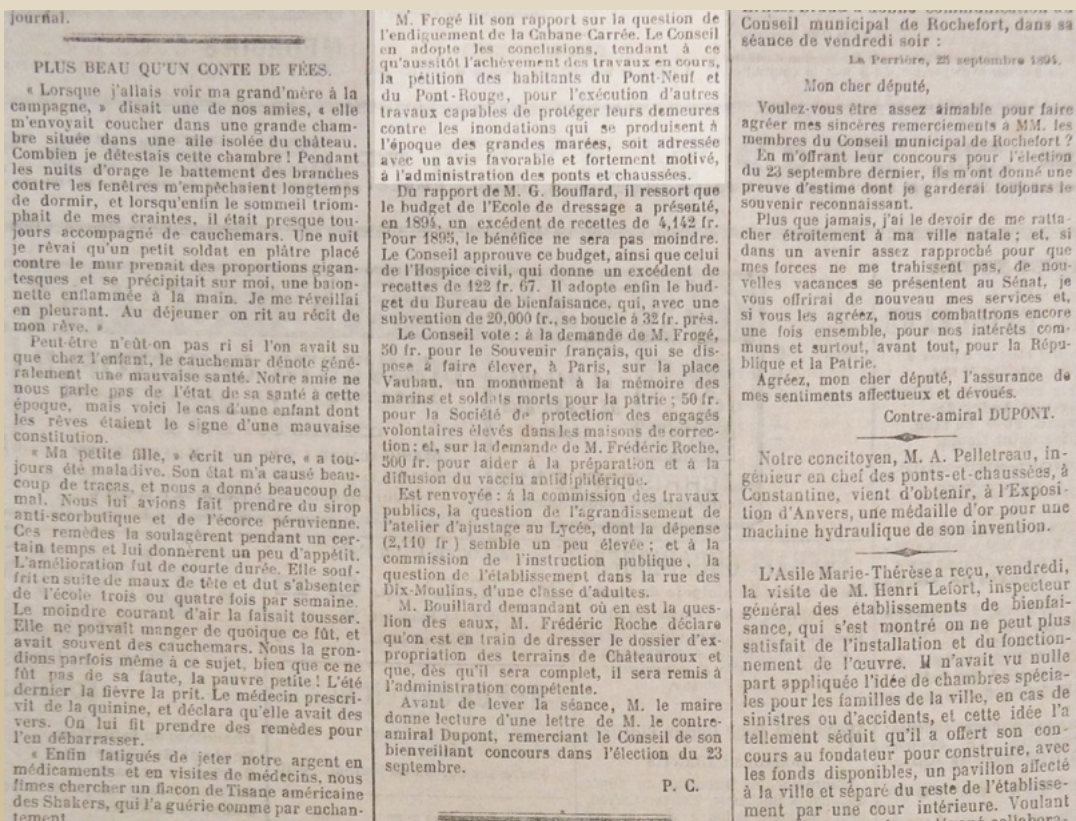 journal.
PLUS BEAU QU'UN CONTE DE FÉES.
« Lorsque j'allais voir ma grand'mère à la
campagne, » disait une de nos amies, « elle
m'envoyait coucher dans une grande cham-
bre située dans une aile isolée du château.
Combien je détestais cette chambre ! Pendant
les nuits d'orage le battement des branches
contre les fenêtres m'empêchaient longtemps
de dormir, et lorsqu'enfin le sommeil triom-
phait de mes craintes, il était presque tou-
jours accompagné de cauchemars. Une nuit
je rêvai qu'un petit soldat en plâtre placé
contre le mur prenait des proportions gigan-
tesques et se précipitait sur moi, une baion-
nette enflammée à la main. Je me réveillai
en pleurant. Au déjeuner on rit au récit de
mon rêve. »
Peut-être n'eût-on pas ri si l'on avait su
que chez l'enfant, le cauchemar dénote géné-
ralement une mauvaise santé. Notre amie ne
nous parle pas de l'état de sa santé à cette
époque, mais voici le cas d'une enfant dont
les rêves étaient le signe d'une mauvaise
constitution.
« Ma petite fille, » écrit un père, « a tou-
jours été maladive. Son état m'a causé beau-
coup de tracas, et nous a donné beaucoup de
mal. Nous lui avions fait prendre du sirop
anti-scorbutique et de l'écorce péruvienne.
Ces remèdes la soulagèrent pendant un cer-
tain temps et lui donnèrent un peu d'appétit.
L'amélioration fut de courte durée. Elle souf-
frit en suite de maux de tête et dut s'absenter
de l'école trois ou quatre fois par semaine.
Le moindre courant d'air la faisait tousser.
Elle ne pouvait manger de quoique ce fût, et
avait souvent des cauchemars. Nous la gron-
dions parfois même à ce sujet, bien que ce ne
fût pas de sa faute, la pauvre petite ! L'été
dernier la fièvre la prit. Le médecin prescri-
vit de la quinine, et déclara qu'elle avait des
vers. On lui fit prendre des remèdes pour
l'en débarrasser.
« Enfin fatigués de jeter notre argent en
médicaments et en visites de médecins, nous
fîmes chercher un flacon de Tisane américaine
des Shakers, qui l'a guérie comme par enchan-
tement
M. Frogé lit son rapport sur la question de
l'endiguement de la Cabane Carrée. Le Conseil
en adopte les conclusions, tendant à ce
qu'aussitôt l'achèvement des travaux en cours,
la pétition des habitants du Pont-Neuf et
du Pont-Rouge, pour l'exécution d'autres
travaux capables de protéger leurs demeures
contre les inondations qui se produisent à
l'époque des grandes marées, soit adressée
avec un avis favorable et fortement motivé,
à l'administration des ponts et chaussées.
Du rapport de M. G. Bouffard, il ressort que
le budget de l'Ecole de dressage a présenté,
en 1894, un excédent de recettes de 4,142 fr.
Pour 1895, le bénéfice ne sera pas moindre.
Le Conseil approuve ce budget, ainsi que celui
de l'Hospice civil, qui donne un excédent de
recettes de 122 fr. 67. Il adopte enfin le bud-
get du Bureau de bienfaisance, qui, avec une
subvention de 20,000 fr., se boucle à 32 fr. près.
Le Conseil vote : à la demande de M. Frogé,
50 fr. pour le Souvenir français, qui se dis-
pose à faire élever, à Paris, sur la place
Vauban, un monument à la mémoire des
marins et soldats morts pour la patrie ; 50 fr.
pour la Société de protection des engagés
volontaires élevés dans les maisons de correc-
tion ; et, sur la demande de M. Frédéric Roche,
500 fr. pour aider à la préparation et à la
diffusion du vaccin antidiphtérique.
Est renvoyée : à la commission des travaux
publics, la question de l'agrandissement de
l'atelier d'ajustage au Lycée, dont la dépense
(2,110 fr ) semble un peu élevée ; et à la
commission de l'instruction publique, la
question de l'établissement dans la rue des
Dix-Moulins, d'une classe d'adultes.
M. Bouillard demandant où en est la ques-
lion des eaux, M. Frédéric Roche déclare
qu'on est en train de dresser le dossier d'ex-
propriation des terrains de Châteauroux et
que, dès qu'il sera complet, il sera remis à
l'administration compétente.
Avant de lever la séance, M. le maire
donne lecture d'une lettre de M. le contre-
amiral Dupont, remerciant le Conseil de son
bienveillant concours dans l'élection du 23
septembre.
P. C.
Conseil municipal de Rochefort, dans sa
séance de vendredi soir :
La Perrière, 25 septembre 1894.
Mon cher député,
Voulez-vous être assez aimable pour faire
agréer mes sincères remerciements à MM. les
membres du Conseil municipal de Rochefort ?
En m'offrant leur concours pour l'élection
du 23 septembre dernier, ils m'ont donné une
preuve d'estime dont je garderai toujours le
souvenir reconnaissant.
Plus que jamais, j'ai le devoir de me ratta-
cher étroitement à ma ville natale ; et, si
dans un avenir assez rapproché pour que
mes forces ne me trahissent pas, de nou-
velles vacances se présentent au Sénat, je
vous offrirai de nouveau mes services et,
si vous les agréez, nous combattrons encore
une fois ensemble, pour nos intérêts com-
muns et surtout, avant tout, pour la Répu-
blique et la Patrie.
Agréez, mon cher député, l'assurance de
mes sentiments affectueux et dévoués.
Contre-amiral DUPONT.
Notre concitoyen, M. A. Pelletreau, in-
génieur en chef des ponts-et-chaussées, à
Constantine, vient d'obtenir, à l'Exposi-
tion d'Anvers, une médaille d'or pour une
machine hydraulique de son invention.
L'Asile Marie-Thérèse a reçu, vendredi,
la visite de M. Henri Lefort, inspecteur
général des établissements de bienfai-
sance, qui s'est montré on ne peut plus
satisfait de l'installation et du fonction-
nement de l'œuvre. Il n'avait vu nulle
part appliquée l'idée de chambres spécia-
les pour les familles de la ville, en cas de
sinistres ou d'accidents, et cette idée l'a
tellement séduit qu'il a offert son con-
cours au fondateur pour construire, avec
les fonds disponibles, un pavillon affecté
à la ville et séparé du reste de l'établisse-
ment par une cour intérieure. Voulant